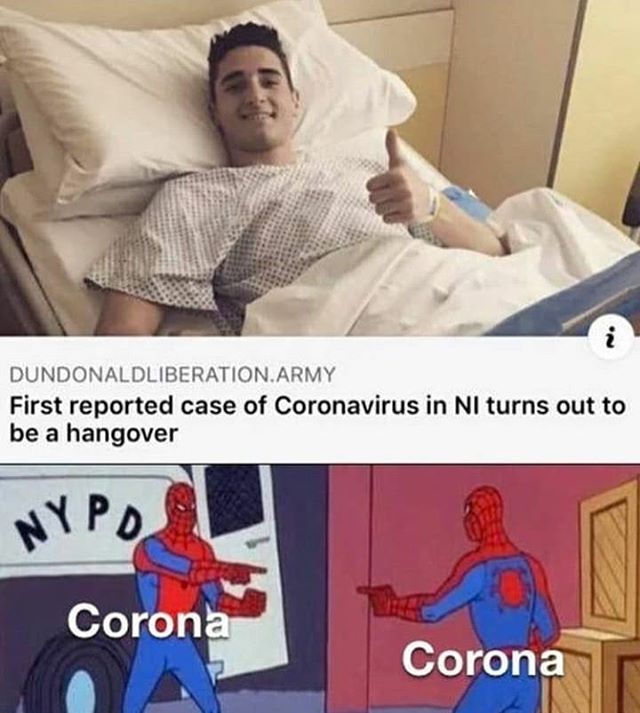 i
DUNDONALDLIBERATION.ARMY
First reported case of Coronavirus in NI turns out to
be a hangover
NYPD
Corona
Corona